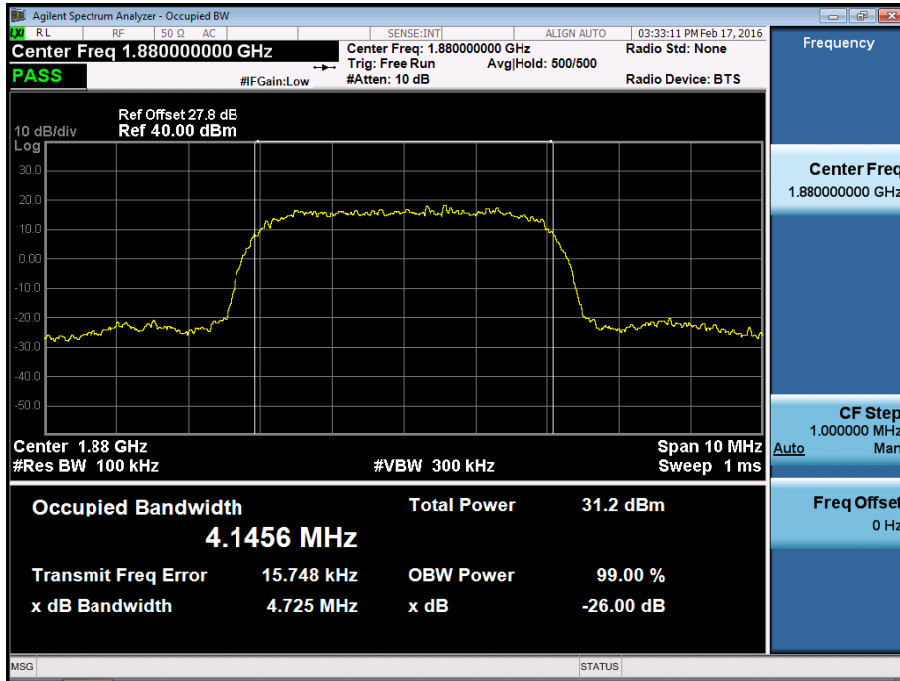 Agilent Spectrum Analyzer - Occupied BW
LXI RL RF 50 Ω AC SENSE:INT ALIGN AUTO 03:33:11 PM Feb 17, 2016
Center Freq 1.880000000 GHz
PASS
#IFGain:Low
Center Freq: 1.880000000 GHz
Trig: Free Run Avg|Hold: 500/500
#Atten: 10 dB
Radio Std: None
Radio Device: BTS
Ref Offset 27.8 dB
10 dB/div Ref 40.00 dBm
Log
30.0
20.0
10.0
0.00
-10.0
-20.0
-30.0
-40.0
-50.0
Center 1.88 GHz Span 10 MHz
#Res BW 100 kHz #VBW 300 kHz Sweep 1 ms
Occupied Bandwidth Total Power 31.2 dBm
4.1456 MHz
Transmit Freq Error 15.748 kHz OBW Power 99.00 %
x dB Bandwidth 4.725 MHz x dB -26.00 dB
MSG STATUS
Frequency
Center Freq
1.880000000 GHz
CF Step
1.000000 MHz
Auto Man
Freq Offset
0 Hz